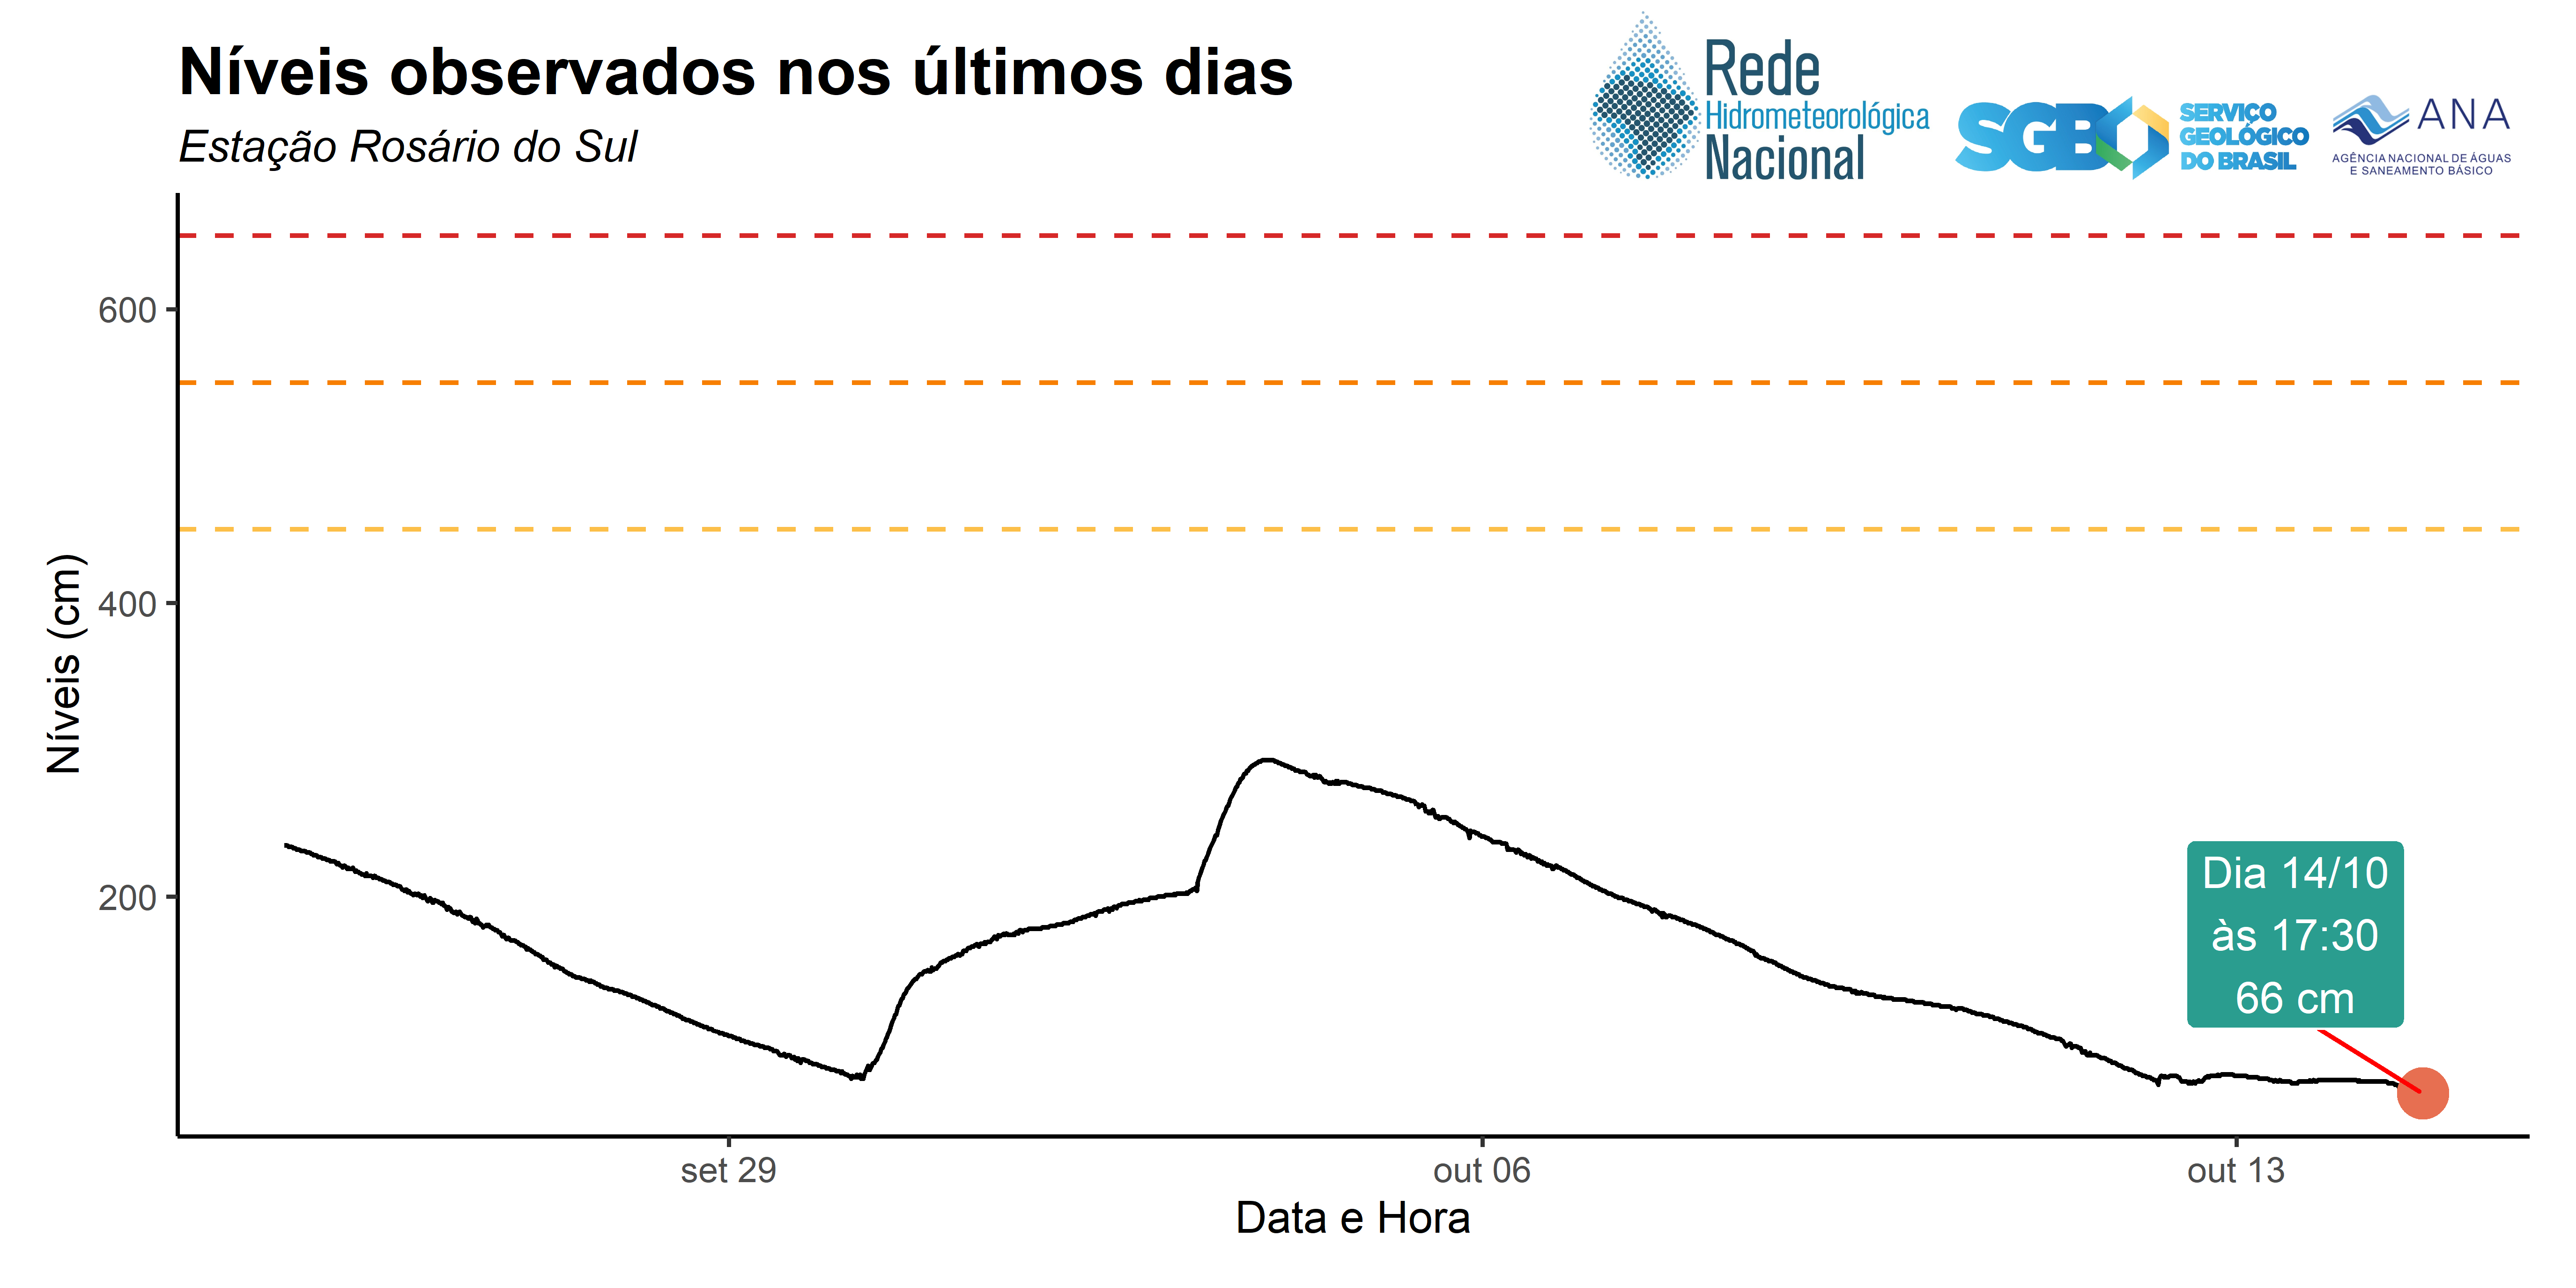 Níveis observados nos últimos dias
Estação Rosário do Sul
Rede
Hidrometeorológica
Nacional
SGB
SERVIÇO
GEOLÓGICO
DO BRASIL
ANA
AGÊNCIA NACIONAL DE ÁGUAS
E SANEAMENTO BÁSICO
Níveis (cm)
600
400
200
Dia 14/10
às 17:30
66 cm
set 29
out 06
out 13
Data e Hora